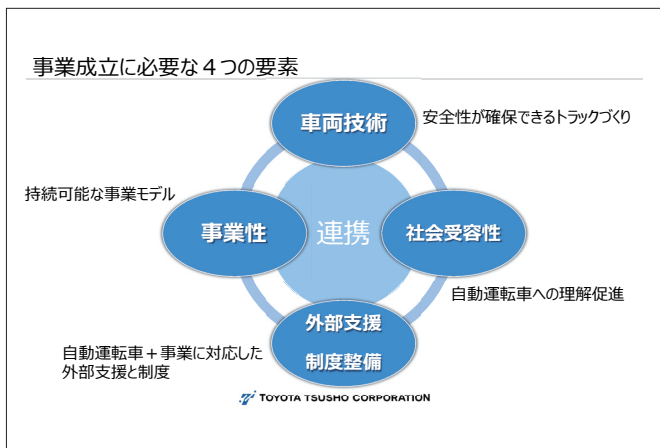 事業成立に必要な４つの要素
車両技術
安全性が確保できるトラックづくり
持続可能な事業モデル
事業性
連携
社会受容性
自動運転車への理解促進
外部支援
制度整備
自動運転車＋事業に対応した
外部支援と制度
TOYOTA TSUSHO CORPORATION